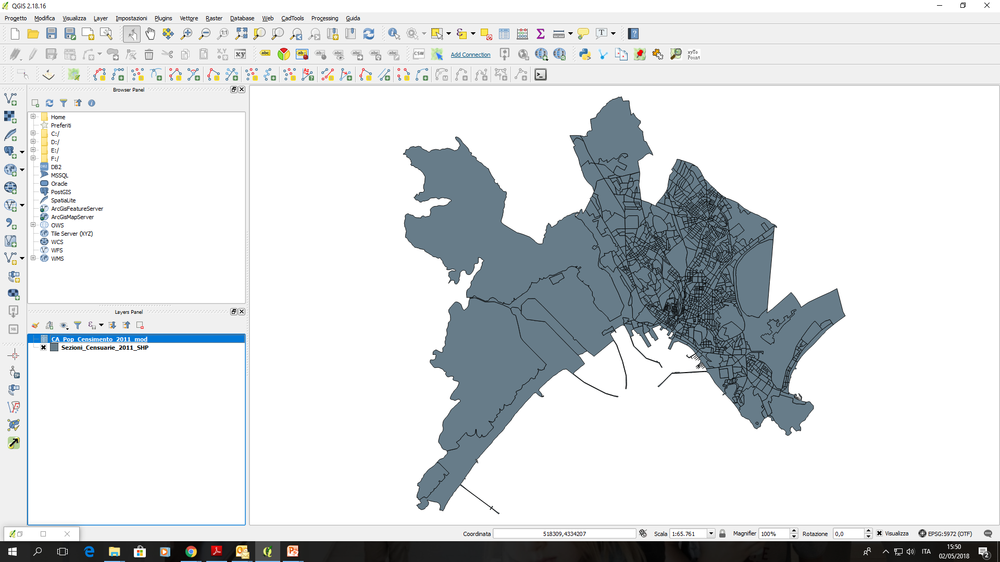 QGIS 2.18.16
Progetto Modifica Visualizza Layer Impostazioni Plugins Vettore Raster Database Web CadTools Processing Guida
CSW Add Connection xyTo Point
Browser Panel
Home
Preferiti
C:/
D:/
E:/
F:/
DB2
MSSQL
Oracle
PostGIS
SpatiaLite
ArcGisFeatureServer
ArcGisMapServer
OWS
Tile Server (XYZ)
WCS
WFS
WMS
Layers Panel
CA_Pop_Censimento_2011_mod
Sezioni_Censuarie_2011_SHP
Coordinata 518309,4334207 Scala 1:65.761 Magnifier 100% Rotazione 0,0 Visualizza EPSG:5972 (OTF)
ITA
15:50
02/05/2018
2